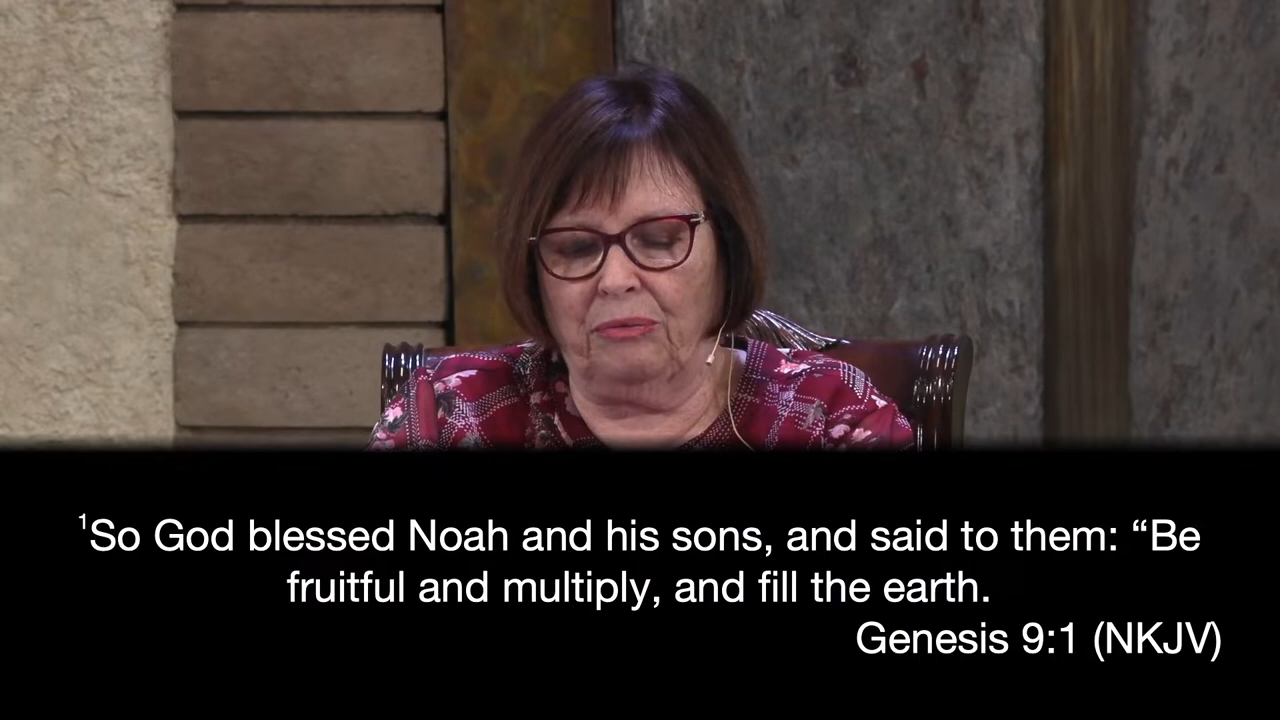 ¹So God blessed Noah and his sons, and said to them: “Be
fruitful and multiply, and fill the earth.
Genesis 9:1 (NKJV)